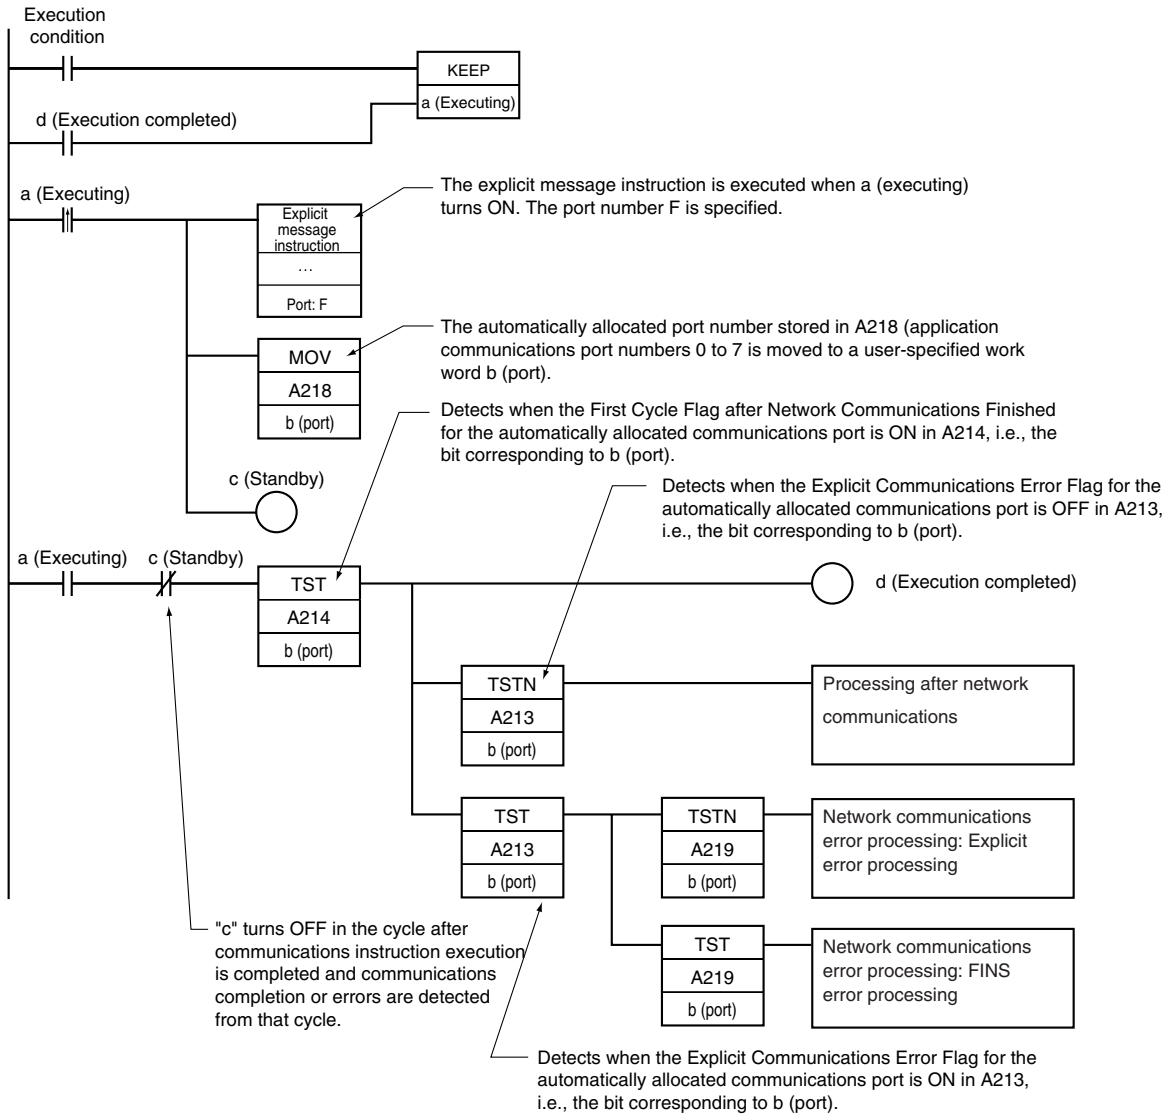 Execution
condition
KEEP
a (Executing)
d (Execution completed)
a (Executing)
Explicit
message
instruction
...
Port: F
The explicit message instruction is executed when a (executing)
turns ON. The port number F is specified.
MOV
A218
b (port)
The automatically allocated port number stored in A218 (application
communications port numbers 0 to 7 is moved to a user-specified work
word b (port).
Detects when the First Cycle Flag after Network Communications Finished
for the automatically allocated communications port is ON in A214, i.e., the
bit corresponding to b (port).
c (Standby)
Detects when the Explicit Communications Error Flag for the
automatically allocated communications port is OFF in A213,
i.e., the bit corresponding to b (port).
a (Executing)
c (Standby)
TST
A214
b (port)
d (Execution completed)
TSTN
A213
b (port)
Processing after network
communications
TST
A213
b (port)
TSTN
A219
b (port)
Network communications
error processing: Explicit
error processing
TST
A219
b (port)
Network communications
error processing: FINS
error processing
"c" turns OFF in the cycle after
communications instruction execution
is completed and communications
completion or errors are detected
from that cycle.
Detects when the Explicit Communications Error Flag for the
automatically allocated communications port is ON in A213,
i.e., the bit corresponding to b (port).